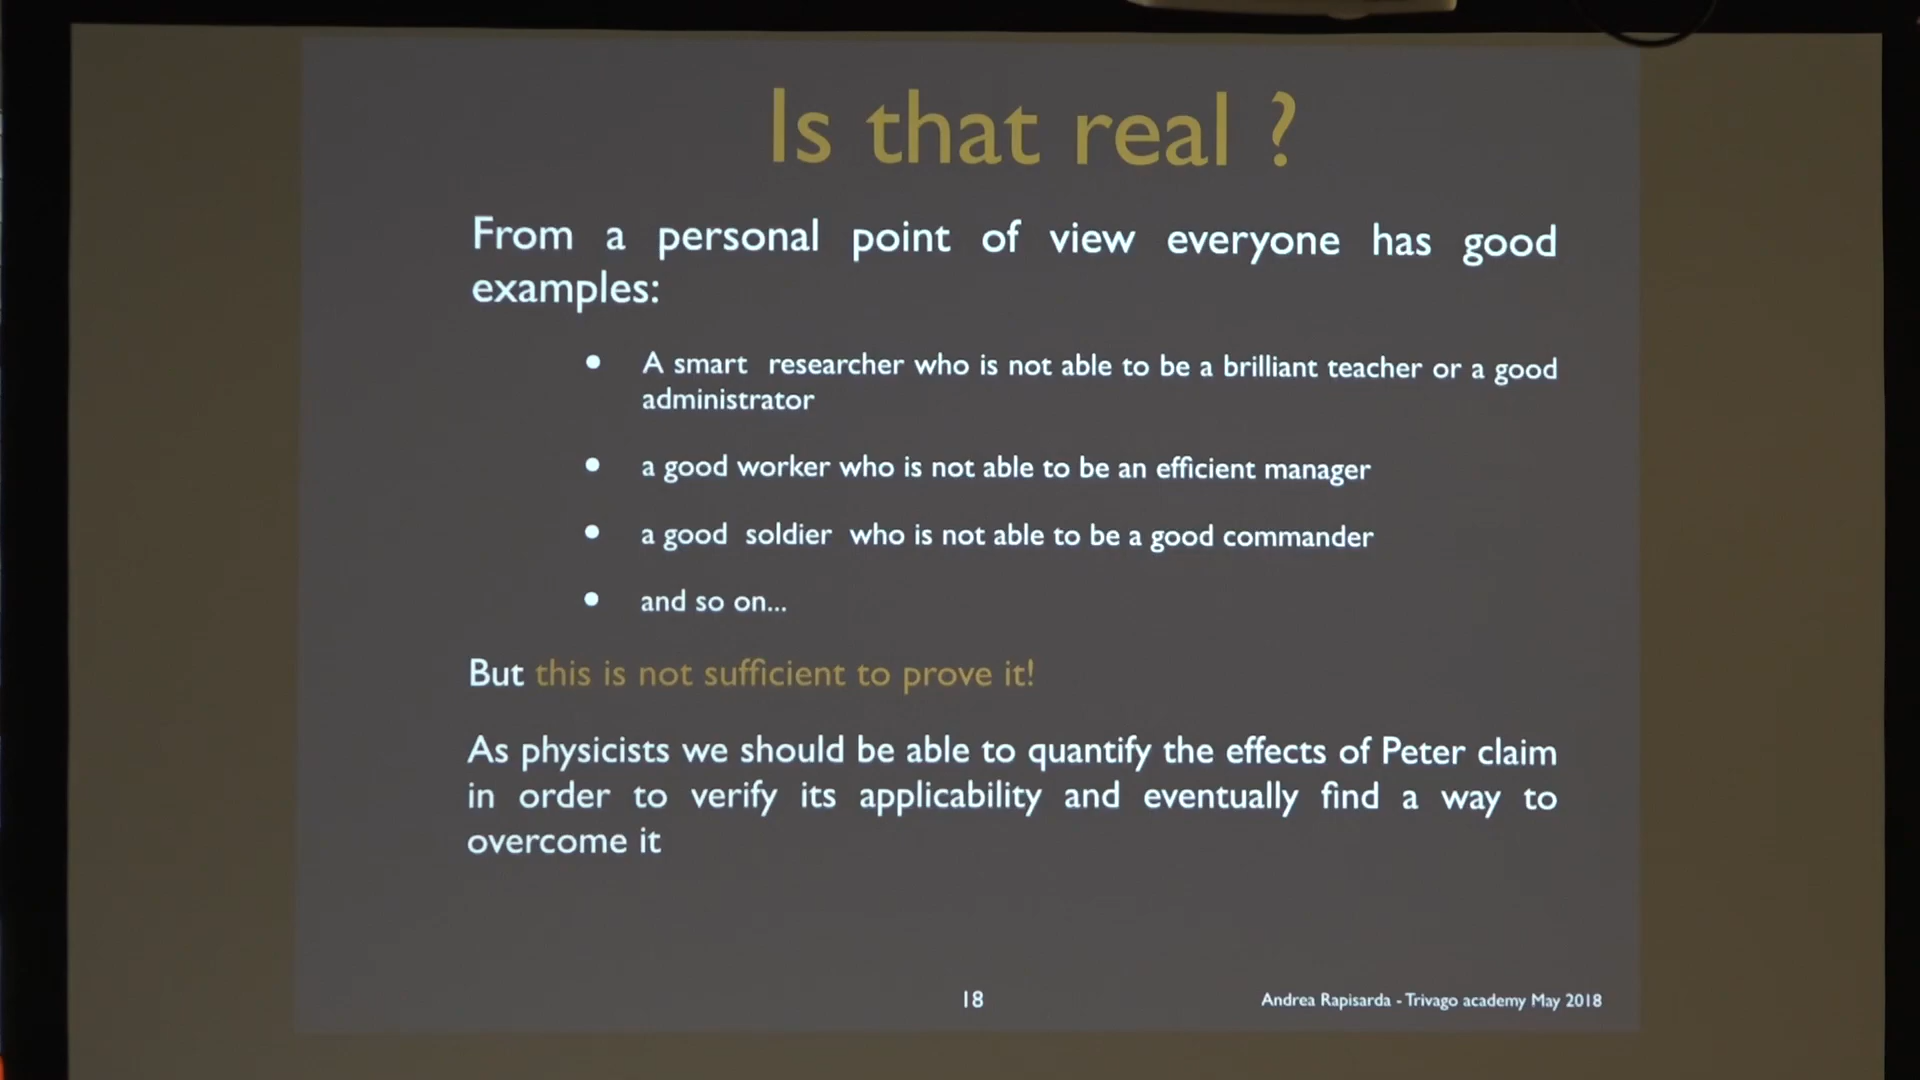 Is that real ?
From a personal point of view everyone has good
examples:
• A smart researcher who is not able to be a brilliant teacher or a good
administrator
• a good worker who is not able to be an efficient manager
• a good soldier who is not able to be a good commander
• and so on...
But this is not sufficient to prove it!
As physicists we should be able to quantify the effects of Peter claim
in order to verify its applicability and eventually find a way to
overcome it
18
Andrea Rapisarda - Trivago academy May 2018